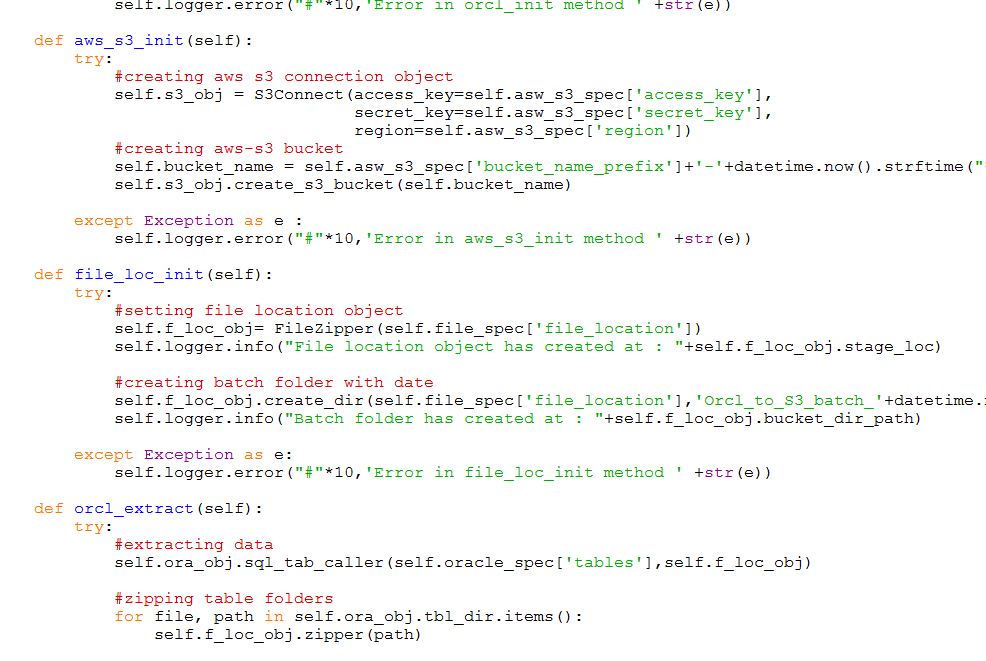 self.logger.error("#"*10,'Error in orcl_init method ' +str(e))
def aws_s3_init(self):
try:
#creating aws s3 connection object
self.s3_obj = S3Connect(access_key=self.asw_s3_spec['access_key'],
secret_key=self.asw_s3_spec['secret_key'],
region=self.asw_s3_spec['region'])
#creating aws-s3 bucket
self.bucket_name = self.asw_s3_spec['bucket_name_prefix']+'-'+datetime.now().strftime("
self.s3_obj.create_s3_bucket(self.bucket_name)
except Exception as e :
self.logger.error("#"*10,'Error in aws_s3_init method ' +str(e))
def file_loc_init(self):
try:
#setting file location object
self.f_loc_obj= FileZipper(self.file_spec['file_location'])
self.logger.info("File location object has created at : "+self.f_loc_obj.stage_loc)
#creating batch folder with date
self.f_loc_obj.create_dir(self.file_spec['file_location'],'Orcl_to_S3_batch_'+datetime.
self.logger.info("Batch folder has created at : "+self.f_loc_obj.bucket_dir_path)
except Exception as e:
self.logger.error("#"*10,'Error in file_loc_init method ' +str(e))
def orcl_extract(self):
try:
#extracting data
self.ora_obj.sql_tab_caller(self.oracle_spec['tables'],self.f_loc_obj)
#zipping table folders
for file, path in self.ora_obj.tbl_dir.items():
self.f_loc_obj.zipper(path)